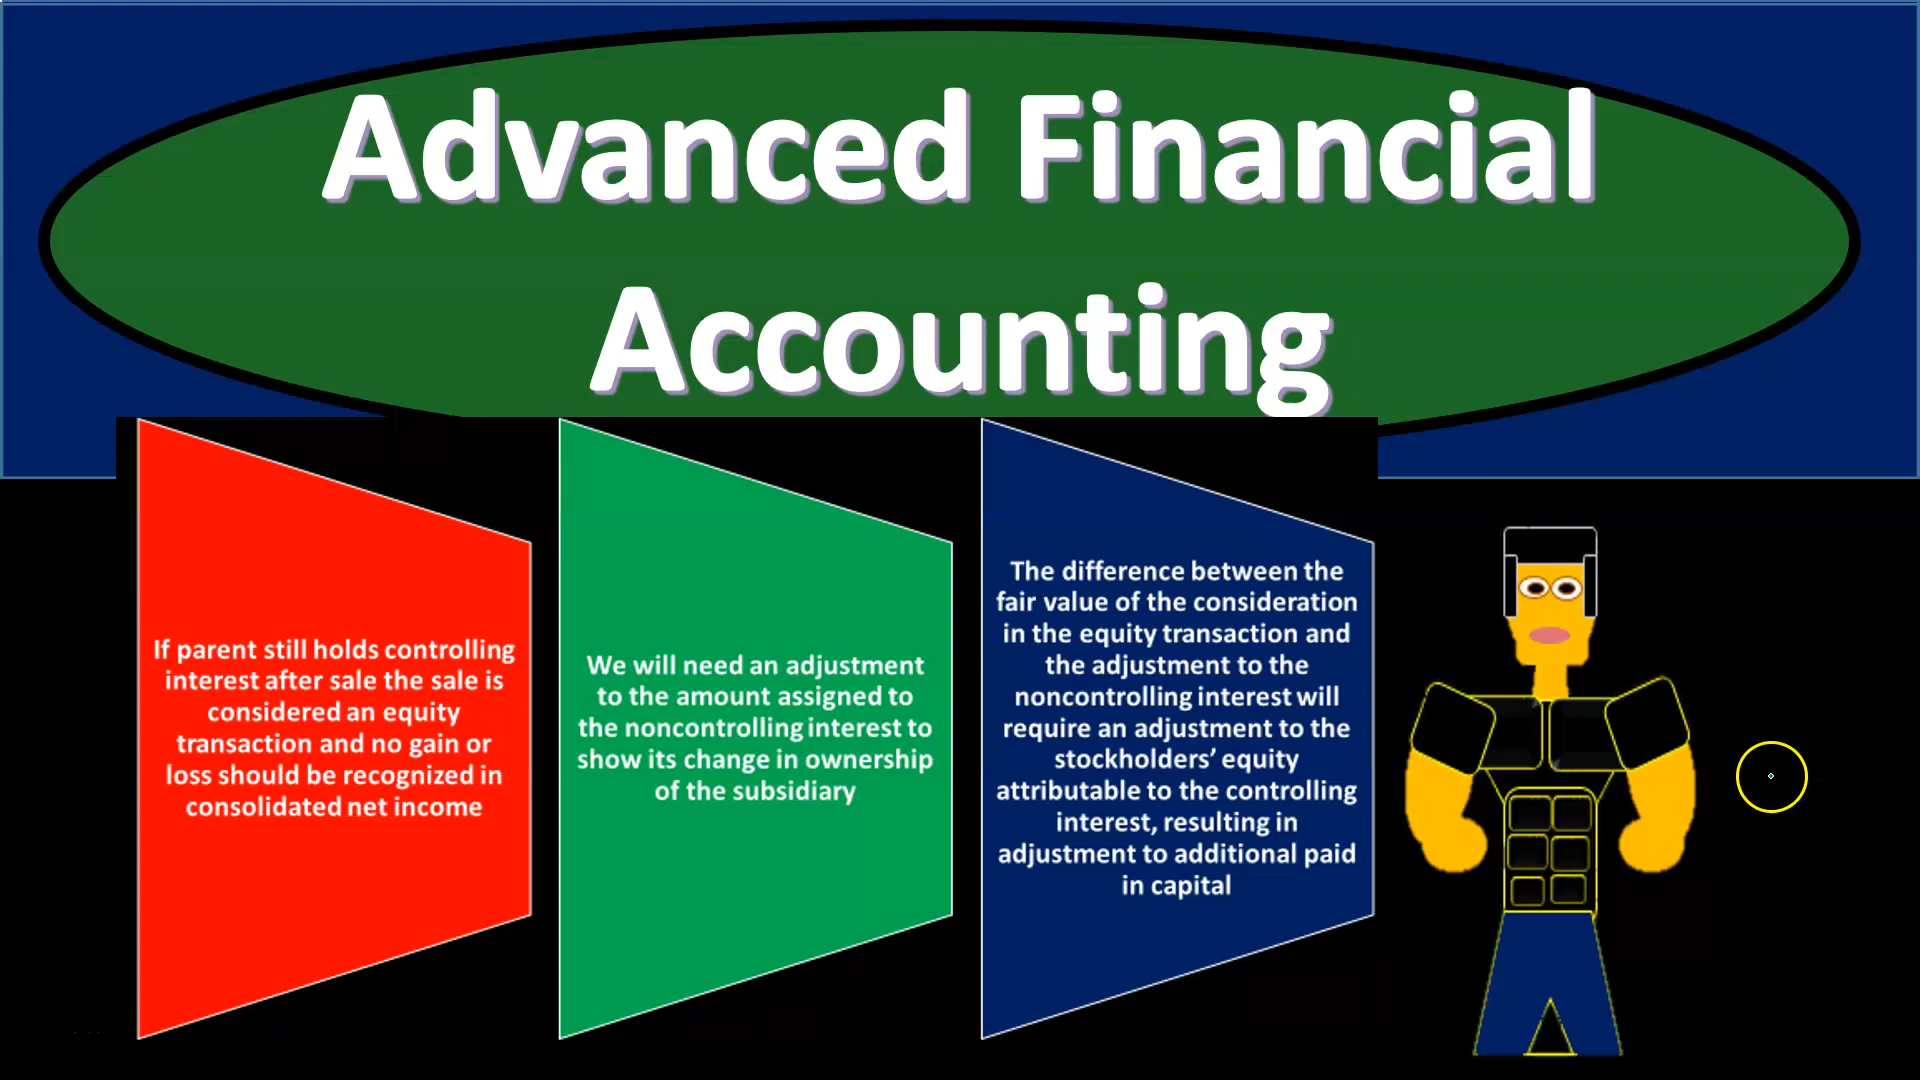 Advanced Financial
Accounting
If parent still holds controlling
interest after sale the sale is
considered an equity
transaction and no gain or
loss should be recognized in
consolidated net income
We will need an adjustment
to the amount assigned to
the noncontrolling interest to
show its change in ownership
of the subsidiary
The difference between the
fair value of the consideration
in the equity transaction and
the adjustment to the
noncontrolling interest will
require an adjustment to the
stockholders’ equity
attributable to the controlling
interest, resulting in
adjustment to additional paid
in capital